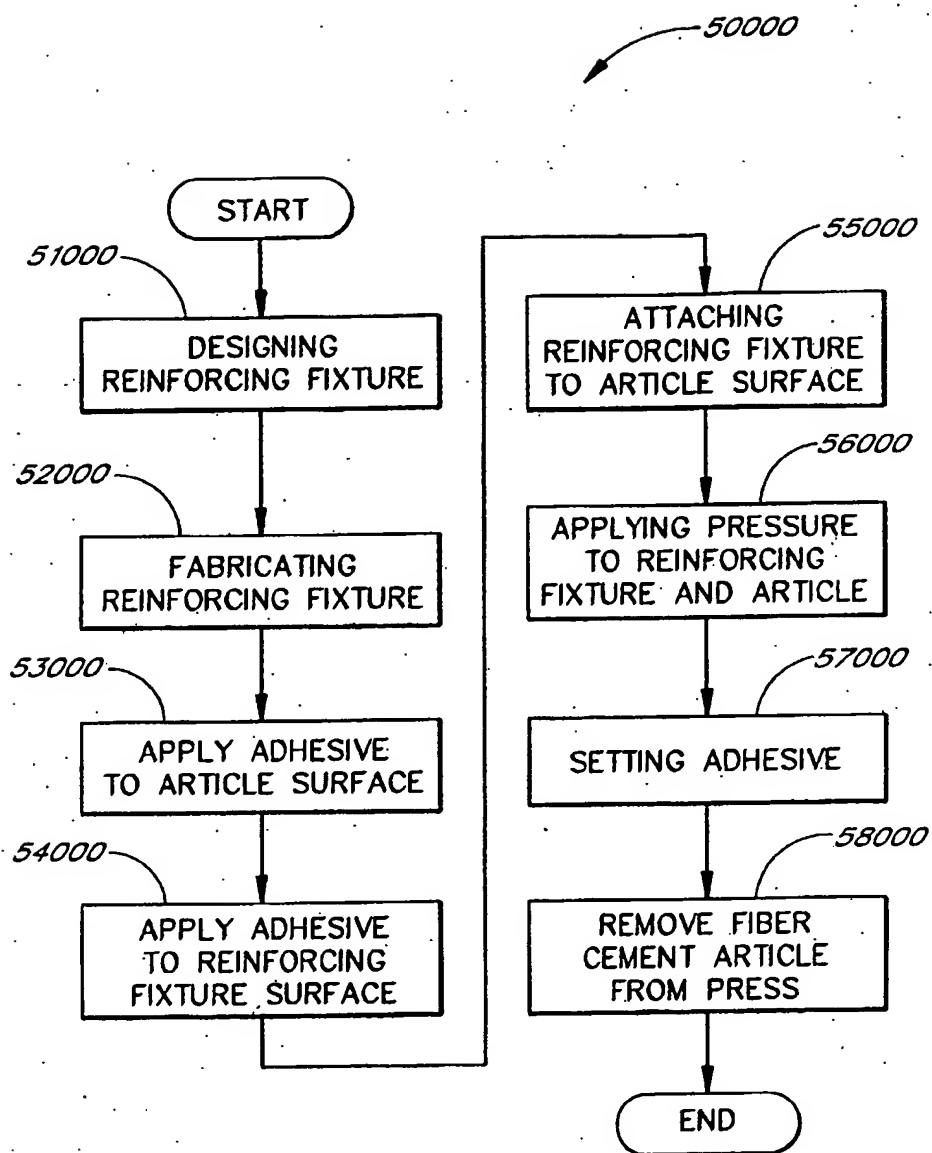 50000
START
51000
DESIGNING
REINFORCING FIXTURE
52000
FABRICATING
REINFORCING FIXTURE
53000
APPLY ADHESIVE
TO ARTICLE SURFACE
54000
APPLY ADHESIVE
TO REINFORCING
FIXTURE SURFACE
55000
ATTACHING
REINFORCING FIXTURE
TO ARTICLE SURFACE
56000
APPLYING PRESSURE
TO REINFORCING
FIXTURE AND ARTICLE
57000
SETTING ADHESIVE
58000
REMOVE FIBER
CEMENT ARTICLE
FROM PRESS
END